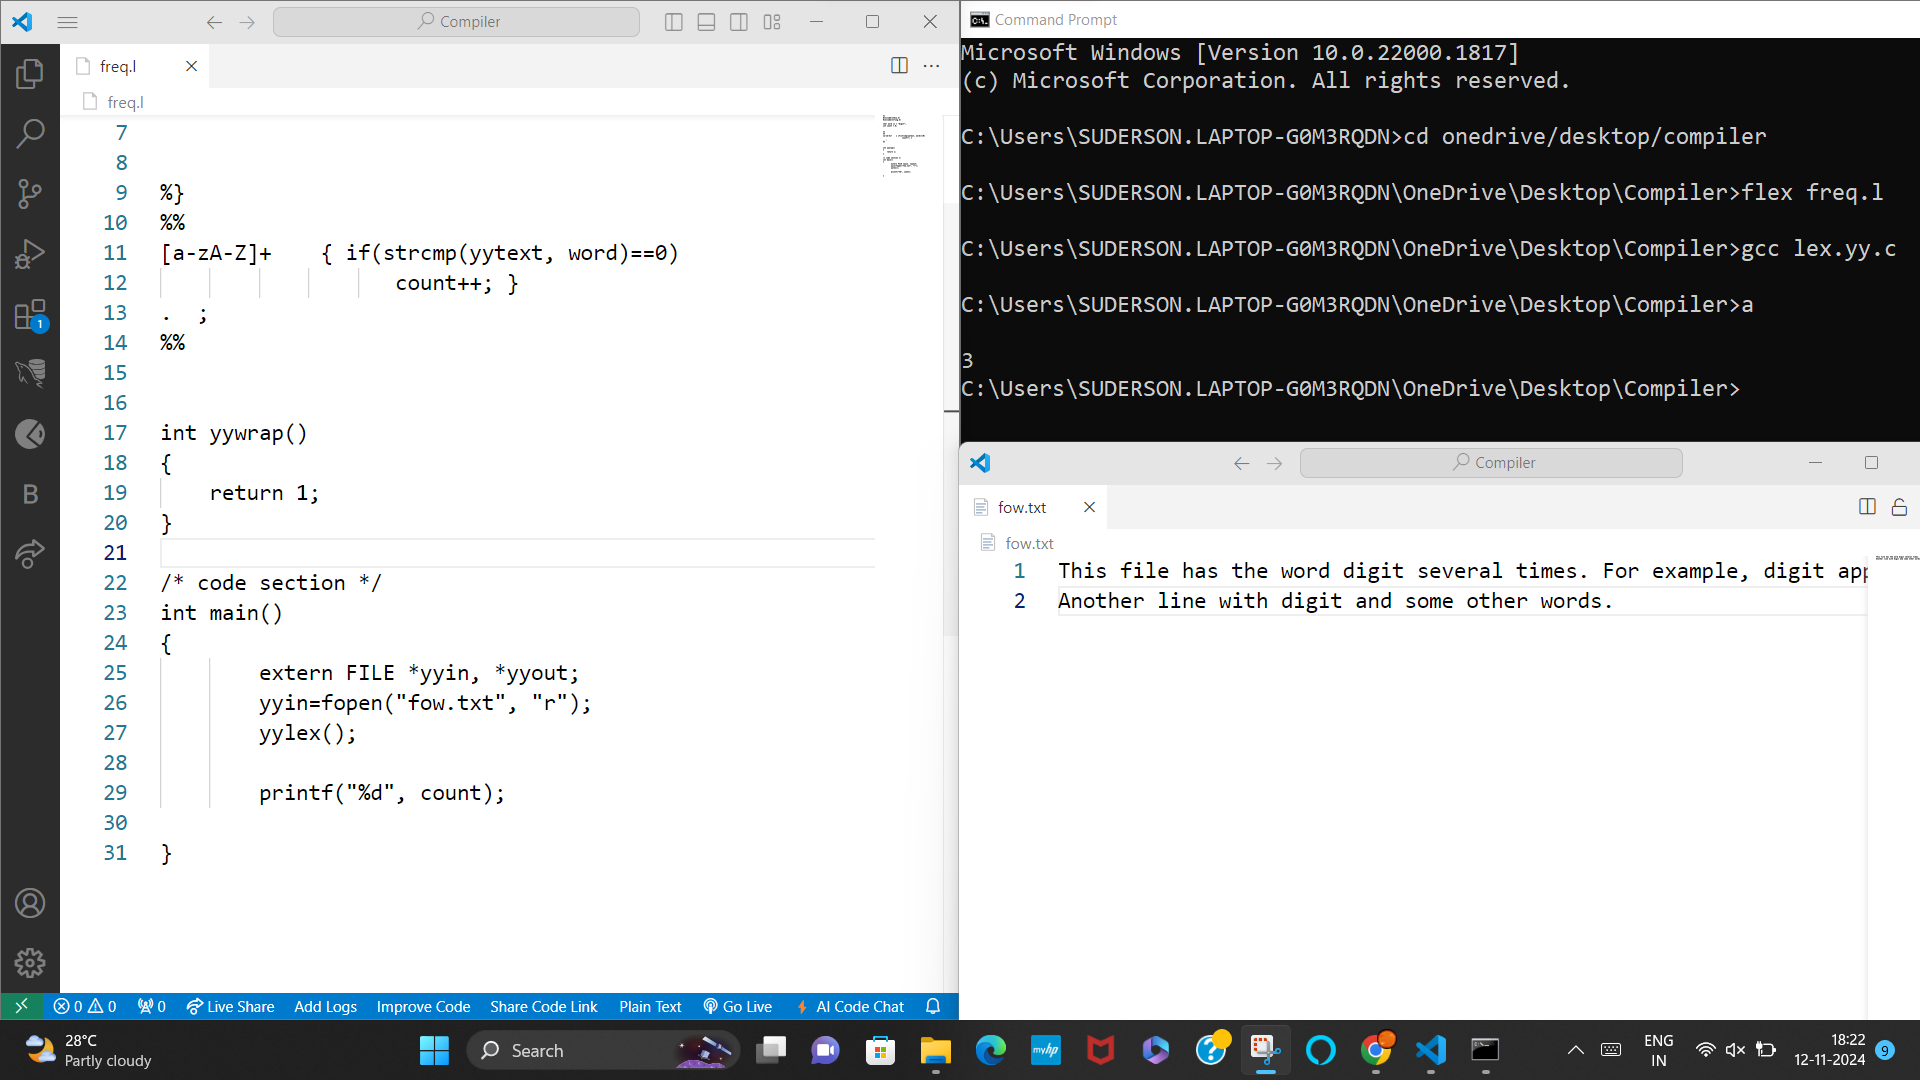 Compiler
freq.l
freq.l
7
8
9 %}
10 %%
11 [a-zA-Z]+ { if(strcmp(yytext, word)==0)
12 count++; }
13 . ;
14 %%
15
16
17 int yywrap()
18 {
19 return 1;
20 }
21
22 /* code section */
23 int main()
24 {
25 extern FILE *yyin, *yyout;
26 yyin=fopen("fow.txt", "r");
27 yylex();
28
29 printf("%d", count);
30
31 }
1
B
0 0 0 Live Share Add Logs Improve Code Share Code Link Plain Text Go Live AI Code Chat
Command Prompt
Microsoft Windows [Version 10.0.22000.1817]
(c) Microsoft Corporation. All rights reserved.
C:\Users\SUDERSON.LAPTOP-G0M3RQDN>cd onedrive/desktop/compiler
C:\Users\SUDERSON.LAPTOP-G0M3RQDN\OneDrive\Desktop\Compiler>flex freq.l
C:\Users\SUDERSON.LAPTOP-G0M3RQDN\OneDrive\Desktop\Compiler>gcc lex.yy.c
C:\Users\SUDERSON.LAPTOP-G0M3RQDN\OneDrive\Desktop\Compiler>a
3
C:\Users\SUDERSON.LAPTOP-G0M3RQDN\OneDrive\Desktop\Compiler>
Compiler
fow.txt
fow.txt
1 This file has the word digit several times. For example, digit app
2 Another line with digit and some other words.
28°C
Partly cloudy
Search
myhp
ENG
IN
18:22
12-11-2024
9